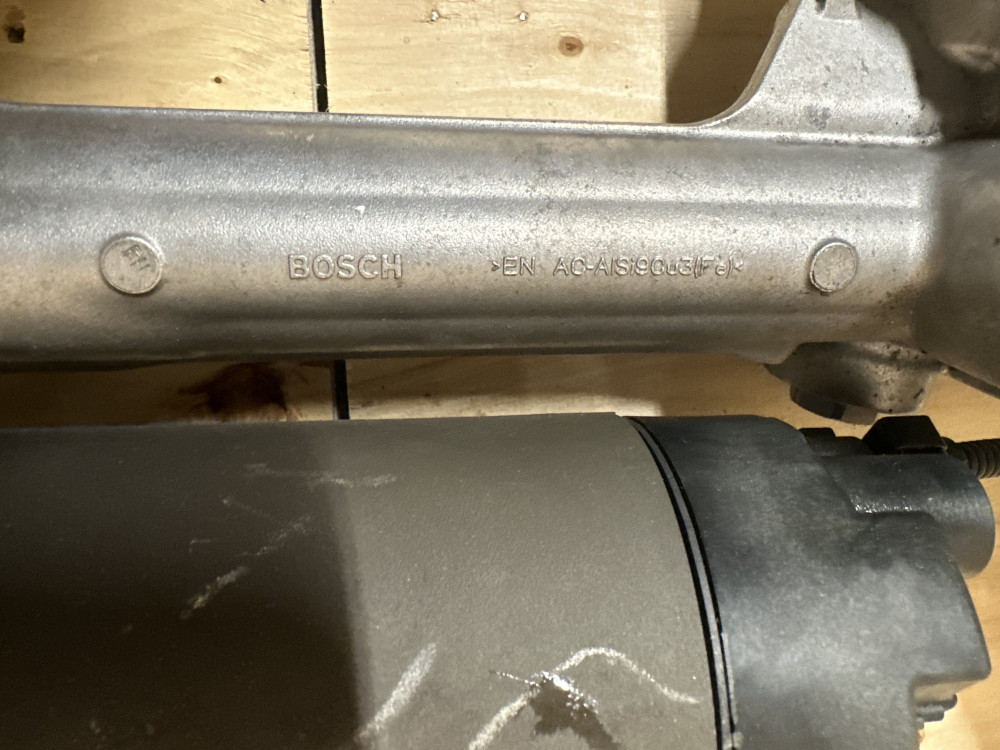 BOSCH >EN AC-AlSi9Cu3(Fe)<